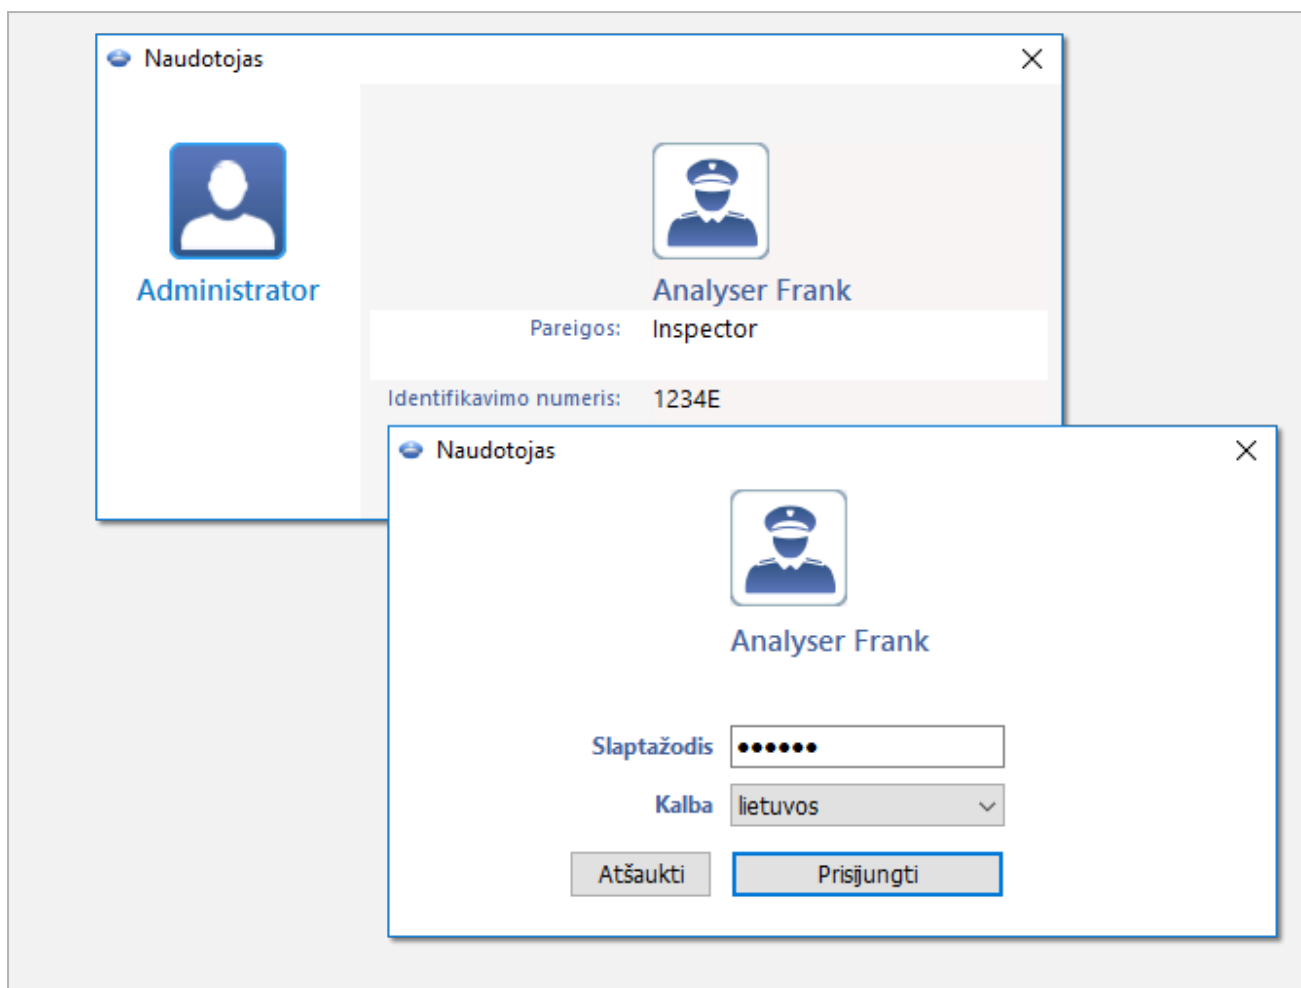 Naudotojas
Administrator
Analyser Frank
Pareigos: Inspector
Identifikavimo numeris: 1234E
Naudotojas
Analyser Frank
Slaptažodis ●●●●●●
Kalba lietuvos
Atšaukti Prisijungti